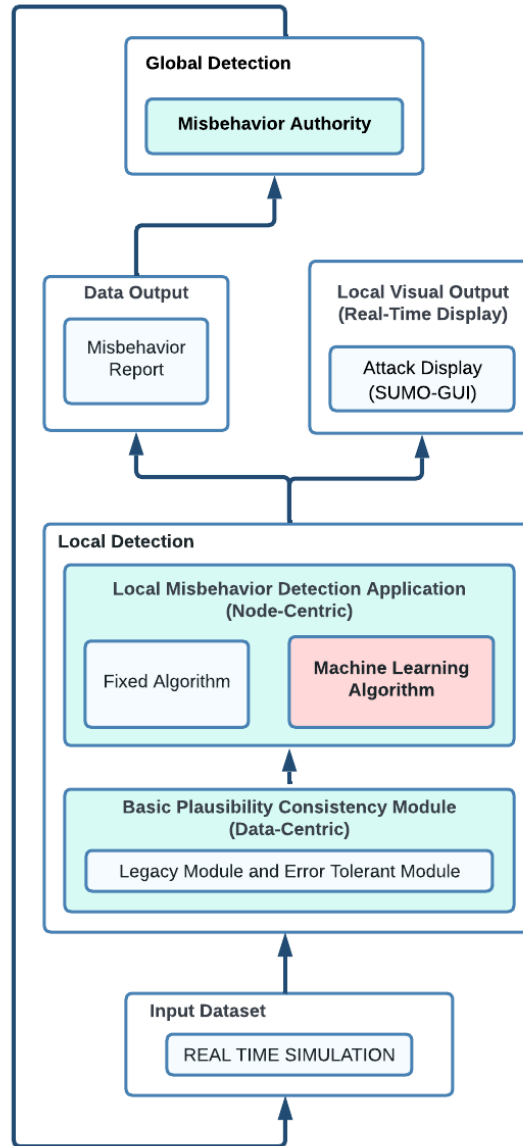 Global Detection
Misbehavior Authority
Data Output
Misbehavior
Report
Local Visual Output
(Real-Time Display)
Attack Display
(SUMO-GUI)
Local Detection
Local Misbehavior Detection Application
(Node-Centric)
Fixed Algorithm
Machine Learning
Algorithm
Basic Plausibility Consistency Module
(Data-Centric)
Legacy Module and Error Tolerant Module
Input Dataset
REAL TIME SIMULATION